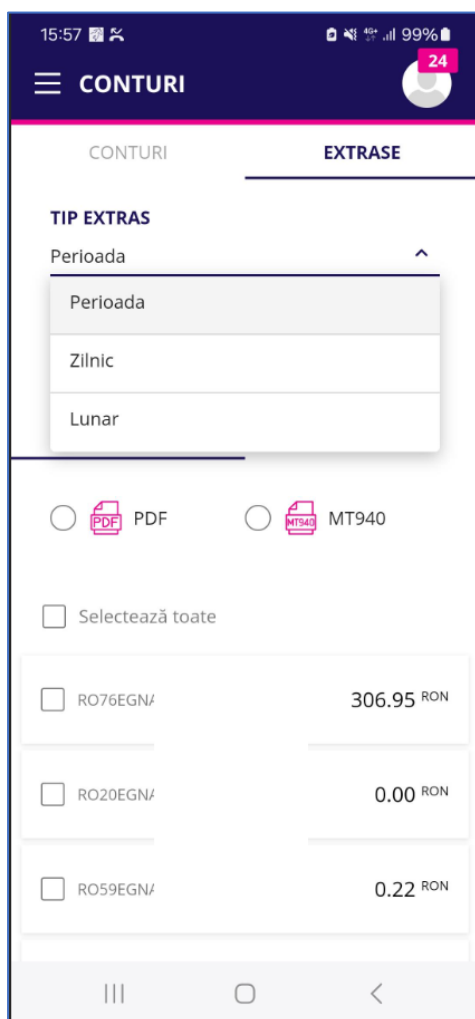 15:57 4G+ 99%
24
CONTURI
CONTURI EXTRASE
TIP EXTRAS
Perioada
Perioada
Zilnic
Lunar
PDF PDF MT940 MT940
Selectează toate
RO76EGNA 306.95 RON
RO20EGNA 0.00 RON
RO59EGNA 0.22 RON